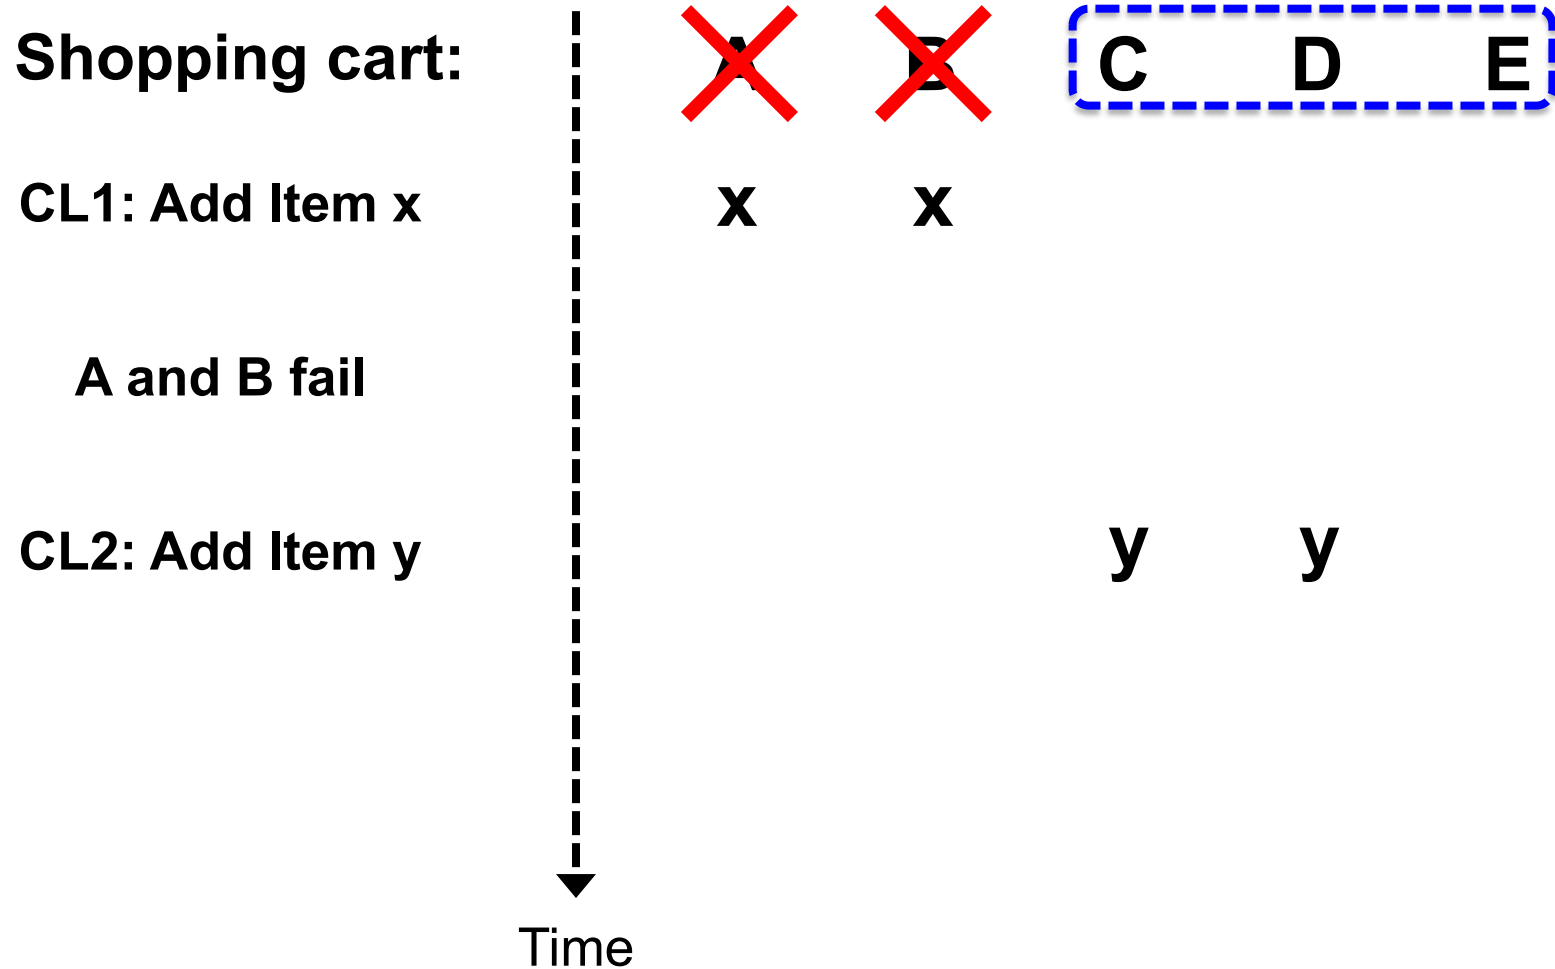 Shopping cart: A B C D E
CL1: Add Item x x x
A and B fail
CL2: Add Item y y y
Time